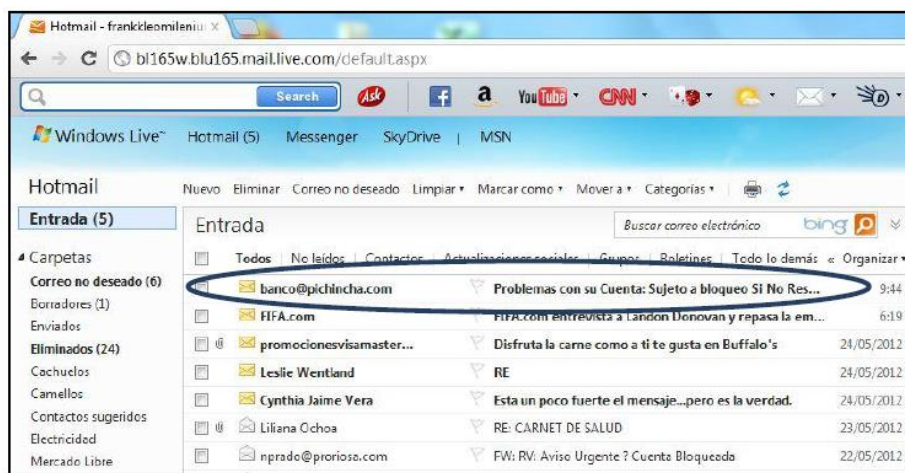 Hotmail - frankkleomileniu
bl165w.blu165.mail.live.com/default.aspx
Search Ask f a YouTube CNN
Windows Live Hotmail (5) Messenger SkyDrive | MSN
Hotmail
Nuevo Eliminar Correo no deseado Limpiar Marcar como Mover a Categorías
Entrada (5)
Entrada
Buscar correo electrónico bing
Carpetas
Todos No leídos Contactos Actualizaciones sociales Grupos Boletines Todo lo demás « Organizar
Correo no deseado (6)
banco@pichincha.com Problemas con su Cuenta: Sujeto a bloqueo Si No Res... 9:44
Borradores (1)
FIFA.com FIFA.com entrevista a Landon Donovan y repasa la em... 6:19
Enviados
Eliminados (24)
promocionesvisamaster... Disfruta la carne como a ti te gusta en Buffalo's 24/05/2012
Cachuelos
Leslie Wentland RE 24/05/2012
Camellos
Cynthia Jaime Vera Esta un poco fuerte el mensaje...pero es la verdad. 24/05/2012
Contactos sugeridos
Liliana Ochoa RE: CARNET DE SALUD 23/05/2012
Electricidad
Mercado Libre
nprado@proriosa.com FW: RV: Aviso Urgente ? Cuenta Bloqueada 22/05/2012